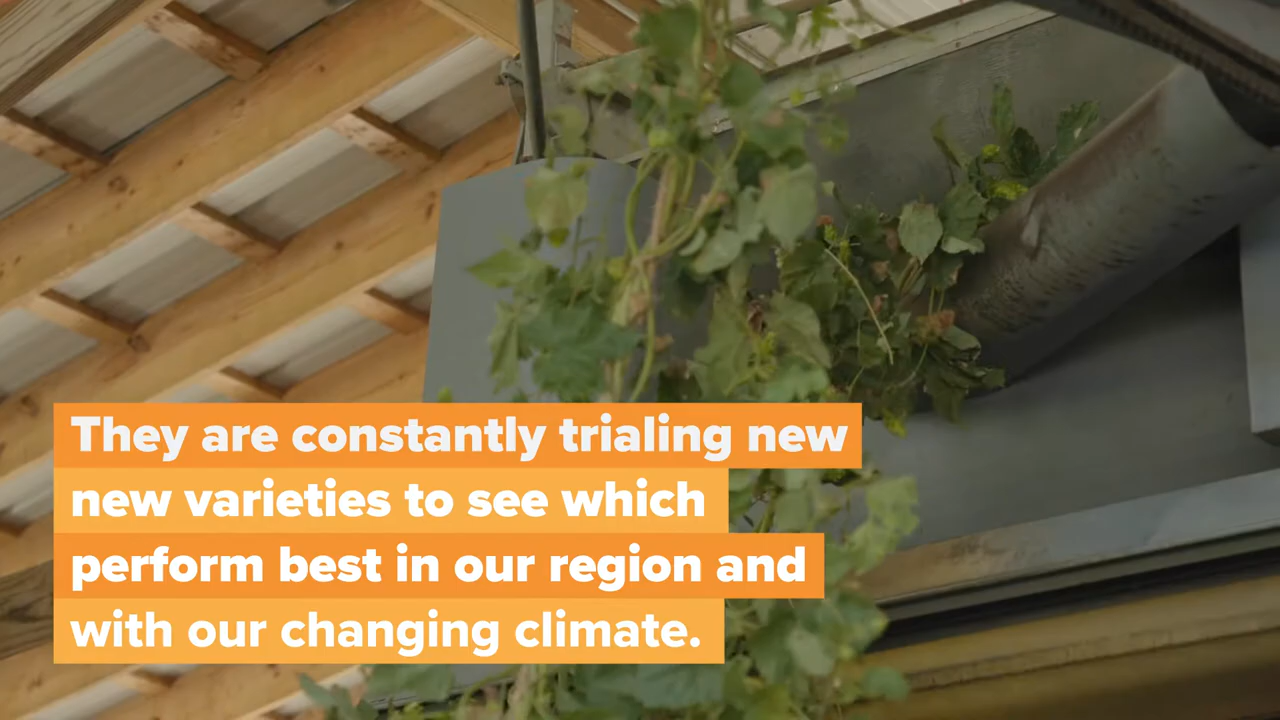 They are constantly trialing new
new varieties to see which
perform best in our region and
with our changing climate.